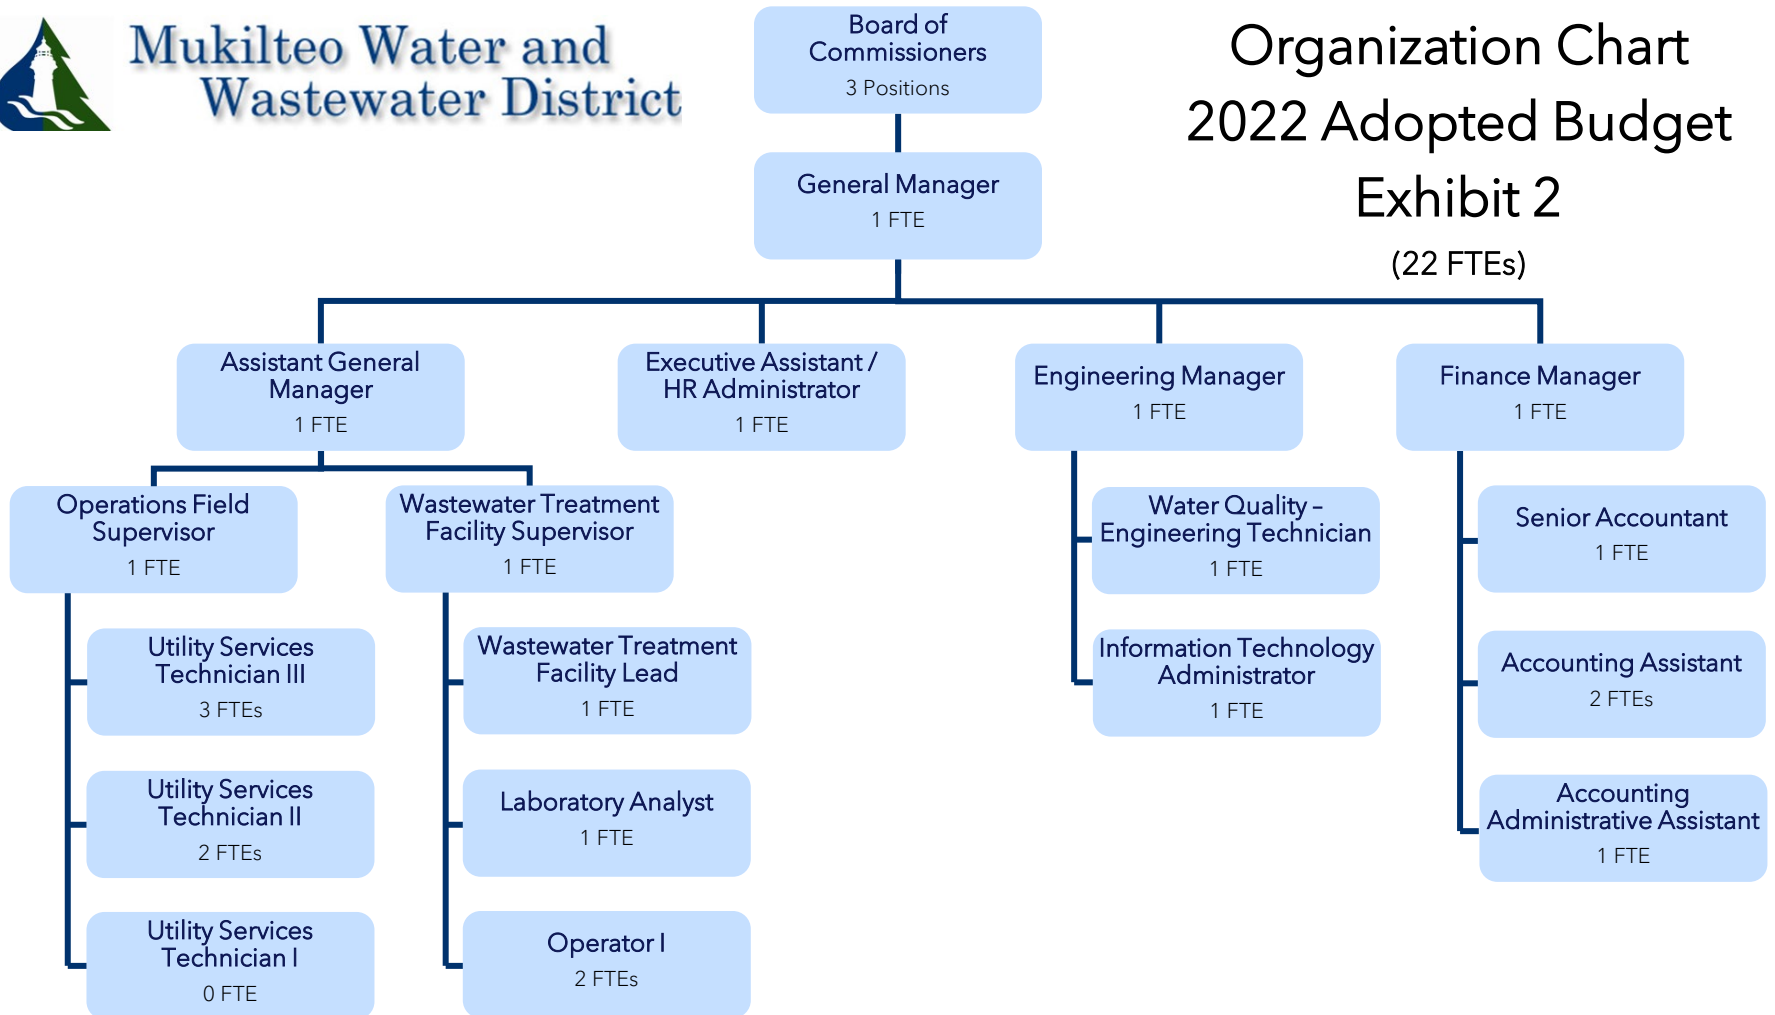 Mukilteo Water and
Wastewater District
Board of
Commissioners
3 Positions
Organization Chart
2022 Adopted Budget
Exhibit 2
(22 FTEs)
General Manager
1 FTE
Assistant General
Manager
1 FTE
Executive Assistant /
HR Administrator
1 FTE
Engineering Manager
1 FTE
Finance Manager
1 FTE
Operations Field
Supervisor
1 FTE
Wastewater Treatment
Facility Supervisor
1 FTE
Water Quality –
Engineering Technician
1 FTE
Senior Accountant
1 FTE
Utility Services
Technician III
3 FTEs
Wastewater Treatment
Facility Lead
1 FTE
Information Technology
Administrator
1 FTE
Accounting Assistant
2 FTEs
Utility Services
Technician II
2 FTEs
Laboratory Analyst
1 FTE
Accounting
Administrative Assistant
1 FTE
Utility Services
Technician I
0 FTE
Operator I
2 FTEs